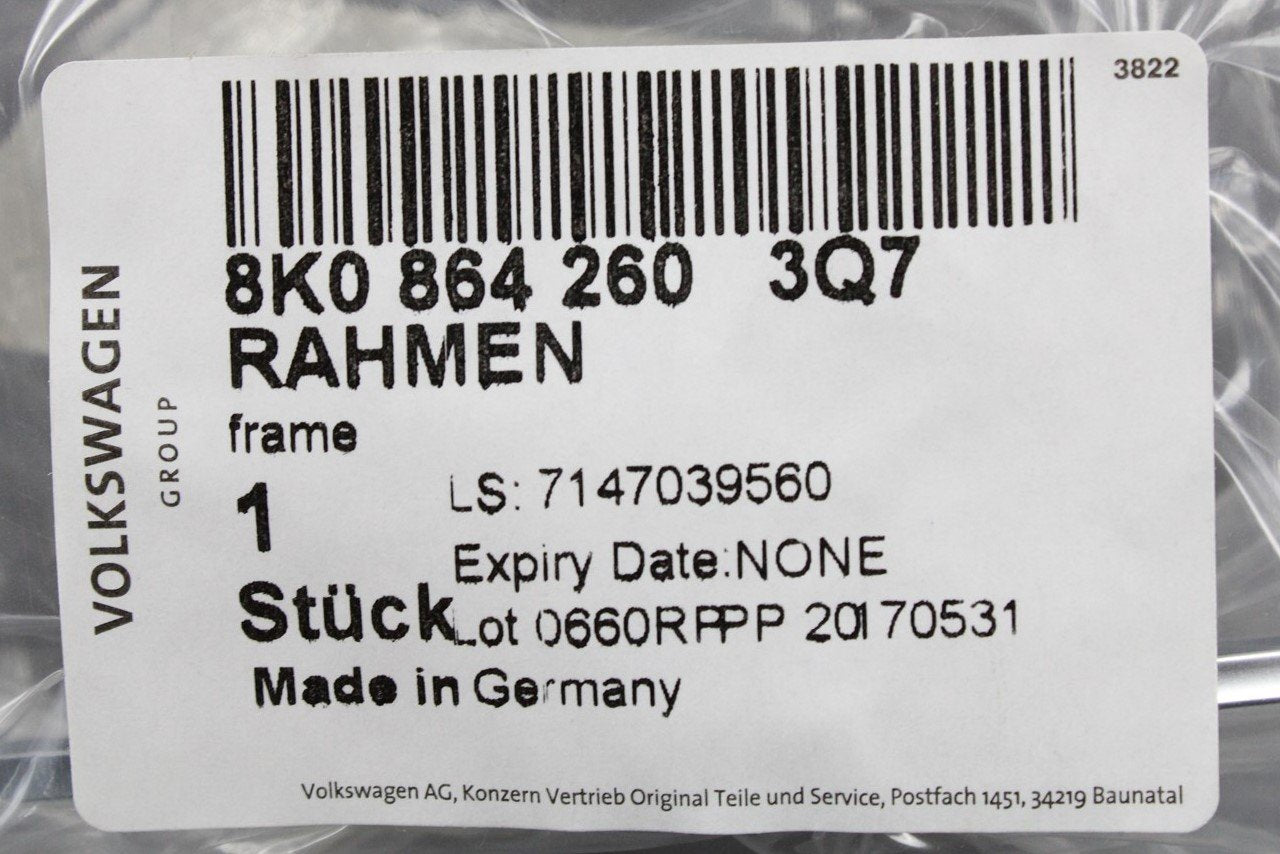 3822
8K0 864 260 3Q7
RAHMEN
frame
1
LS: 7147039560
Expiry Date:NONE
Stück
Lot 0660RPPP 20170531
Made in Germany
VOLKSWAGEN
GROUP
Volkswagen AG, Konzern Vertrieb Original Teile und Service, Postfach 1451, 34219 Baunatal